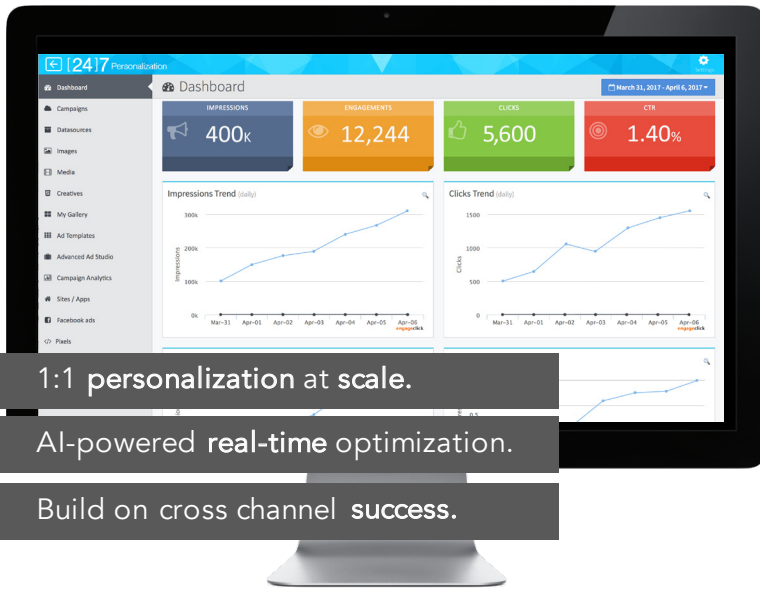 [24]7 Personalization
Settings
Dashboard
Campaigns
Datasources
Images
Media
Creatives
My Gallery
Ad Templates
Advanced Ad Studio
Campaign Analytics
Sites / Apps
Facebook ads
Pixels
Dashboard
March 31, 2017 - April 6, 2017
IMPRESSIONS
400K
ENGAGEMENTS
12,244
CLICKS
5,600
CTR
1.40%
Impressions Trend (daily)
300k
200k
100k
0k
Impressions
Mar-31 Apr-01 Apr-02 Apr-03 Apr-04 Apr-05 Apr-06
engageclick
Clicks Trend (daily)
1500
1000
500
0
Clicks
Mar-31 Apr-01 Apr-02 Apr-03 Apr-04 Apr-05 Apr-06
engageclick
0.5
1:1 personalization at scale.
AI-powered real-time optimization.
Build on cross channel success.